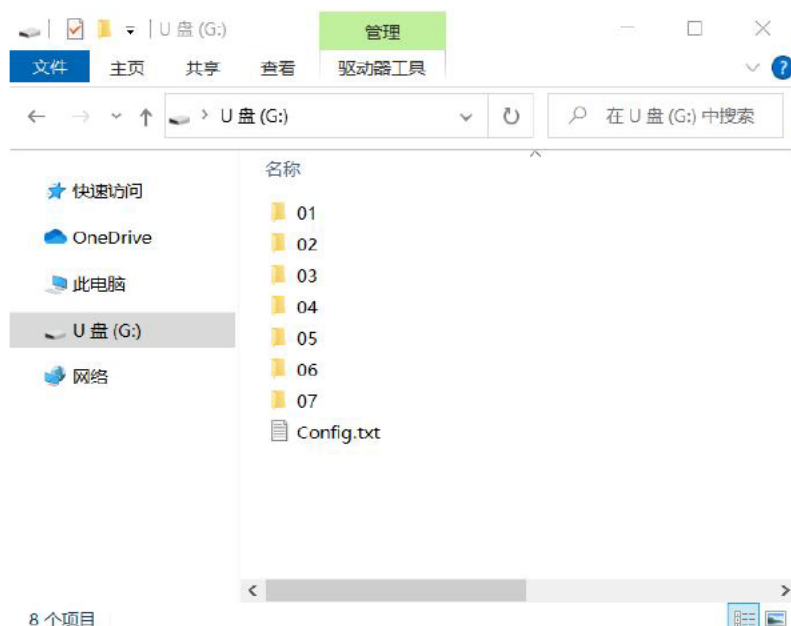 U 盘 (G:)
管理
文件 主页 共享 查看 驱动器工具
U 盘 (G:) 在 U 盘 (G:) 中搜索
名称
快速访问
OneDrive
此电脑
U 盘 (G:)
网络
01
02
03
04
05
06
07
Config.txt
8 个项目